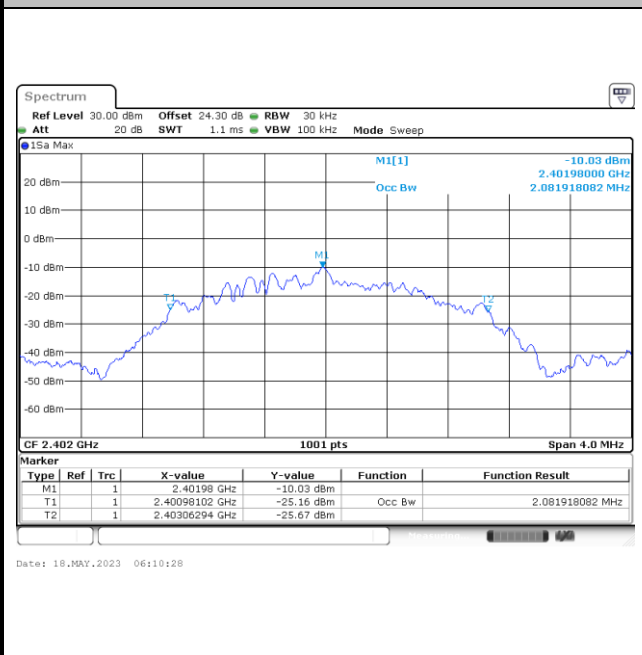 Spectrum
Ref Level 30.00 dBm Offset 24.30 dB RBW 30 kHz
Att 20 dB SWT 1.1 ms VBW 100 kHz Mode Sweep
1Sa Max
M1[1] -10.03 dBm
2.40198000 GHz
20 dBm
Occ Bw 2.081918082 MHz
10 dBm
0 dBm
M1
-10 dBm
-20 dBm
T1
T2
-30 dBm
-40 dBm
-50 dBm
-60 dBm
CF 2.402 GHz 1001 pts Span 4.0 MHz
Marker
Type Ref Trc X-value Y-value Function Function Result
M1 1 2.40198 GHz -10.03 dBm
T1 1 2.40098102 GHz -25.16 dBm Occ Bw 2.081918082 MHz
T2 1 2.40306294 GHz -25.67 dBm
Date: 18.MAY.2023 06:10:28